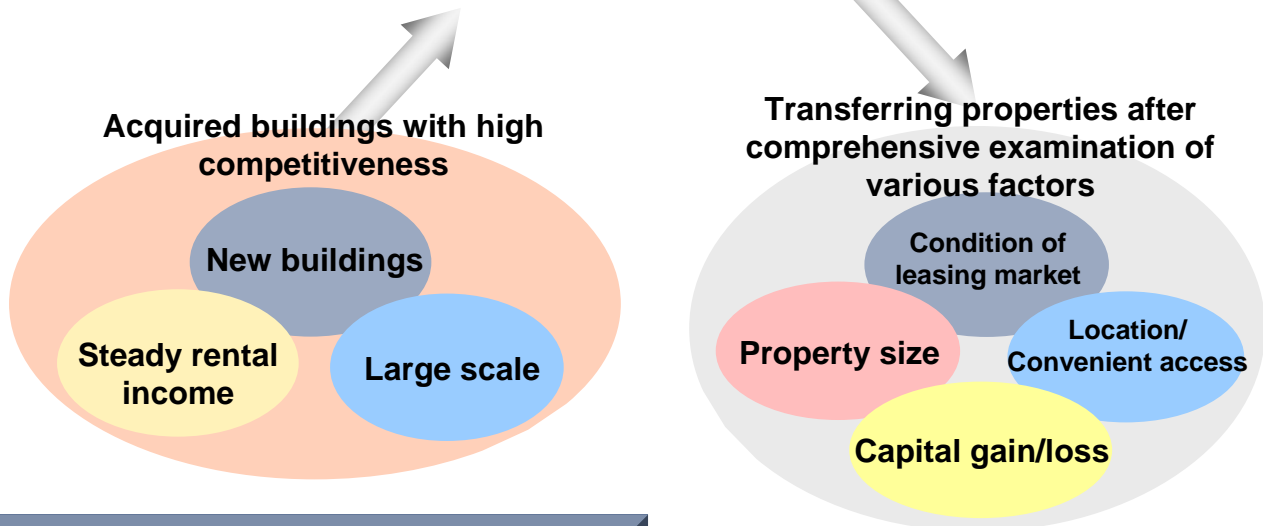 Acquired buildings with high
competitiveness
New buildings
Steady rental
income
Large scale
Transferring properties after
comprehensive examination of
various factors
Condition of
leasing market
Property size
Location/
Convenient access
Capital gain/loss